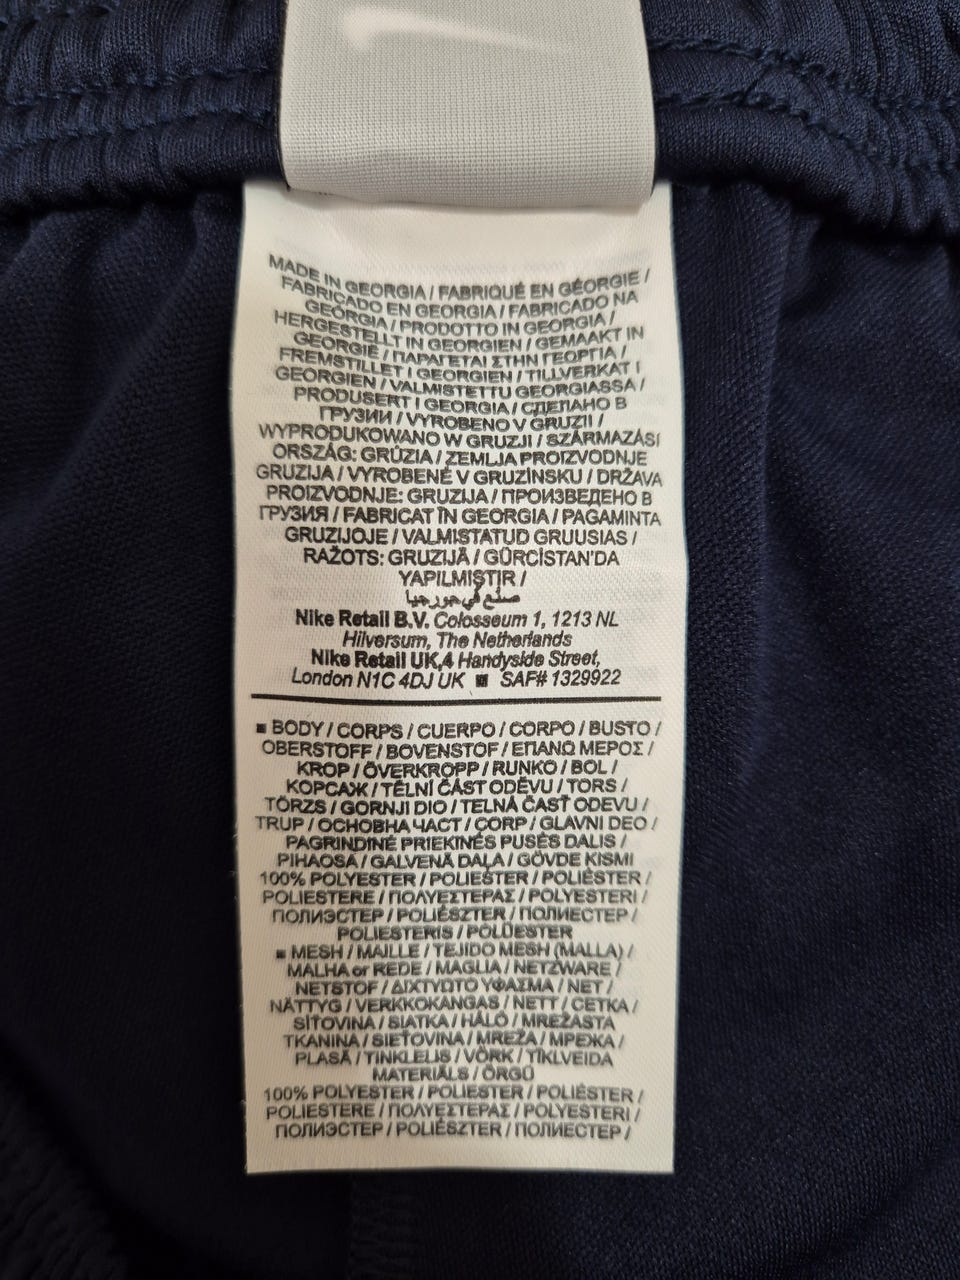 MADE IN GEORGIA / FABRIQUÉ EN GÉORGIE /
FABRICADO EN GEORGIA / FABRICADO NA
GEÓRGIA / PRODOTTO IN GEORGIA /
HERGESTELLT IN GEORGIEN / GEMAAKT IN
GEORGIË / ΠΑΡΑΓΕΤΑΙ ΣΤΗΝ ΓΕΩΡΓΙΑ /
FREMSTILLET I GEORGIEN / TILLVERKAT I
GEORGIEN / VALMISTETTU GEORGIASSA /
PRODUSERT I GEORGIA / СДЕЛАНО В
ГРУЗИИ / VYROBENO V GRUZII /
WYPRODUKOWANO W GRUZJI / SZÁRMAZÁSI
ORSZÁG: GRÚZIA / ZEMLJA PROIZVODNJE
GRUZIJA / VYROBENÉ V GRUZÍNSKU / DRŽAVA
PROIZVODNJE: GRUZIJA / ПРОИЗВЕДЕНО В
ГРУЗИЯ / FABRICAT ÎN GEORGIA / PAGAMINTA
GRUZIJOJE / VALMISTATUD GRUUSIAS /
RAŽOTS: GRUZIJĀ / GÜRCİSTAN'DA
YAPILMIŞTIR /
صنع في جورجيا
Nike Retail B.V. Colosseum 1, 1213 NL
Hilversum, The Netherlands
Nike Retail UK,4 Handyside Street,
London N1C 4DJ UK ■ SAF# 1329922
■ BODY / CORPS / CUERPO / CORPO / BUSTO /
OBERSTOFF / BOVENSTOF / ΕΠΑΝΩ ΜΕΡΟΣ /
KROP / ÖVERKROPP / RUNKO / BOL /
КОРСАЖ / TĚLNÍ ČÁST ODĚVU / TORS /
TÖRZS / GORNJI DIO / TELNÁ ČASŤ ODEVU /
TRUP / ОСНОВНА ЧАСТ / CORP / GLAVNI DEO /
PAGRINDINĖ PRIEKINĖS PUSĖS DALIS /
PIHAOSA / GALVENĀ DAĻA / GÖVDE KISMI
100% POLYESTER / POLIÉSTER / POLIÉSTER /
POLIESTERE / ΠΟΛΥΕΣΤΕΡΑΣ / POLYESTERI /
ПОЛИЭСТЕР / POLIÉSZTER / ПОЛИЕСТЕР /
POLIESTERIS / POLÜESTER
■ MESH / MAILLE / TEJIDO MESH (MALLA) /
MALHA or REDE / MAGLIA / NETZWARE /
NETSTOF / ΔΙΧΤΥΩΤΟ ΥΦΑΣΜΑ / NET /
NÄTTYG / VERKKOKANGAS / NETT / СЕТКА /
SÍŤOVINA / SIATKA / HÁLÓ / MREŽASTA
TKANINA / SIEŤOVINA / MREŽA / МРЕЖА /
PLASĂ / TINKLELIS / VÕRK / TĪKLVEIDA
MATERIĀLS / ÖRGÜ
100% POLYESTER / POLIÉSTER / POLIÉSTER /
POLIESTERE / ΠΟΛΥΕΣΤΕΡΑΣ / POLYESTERI /
ПОЛИЭСТЕР / POLIÉSZTER / ПОЛИЕСТЕР /